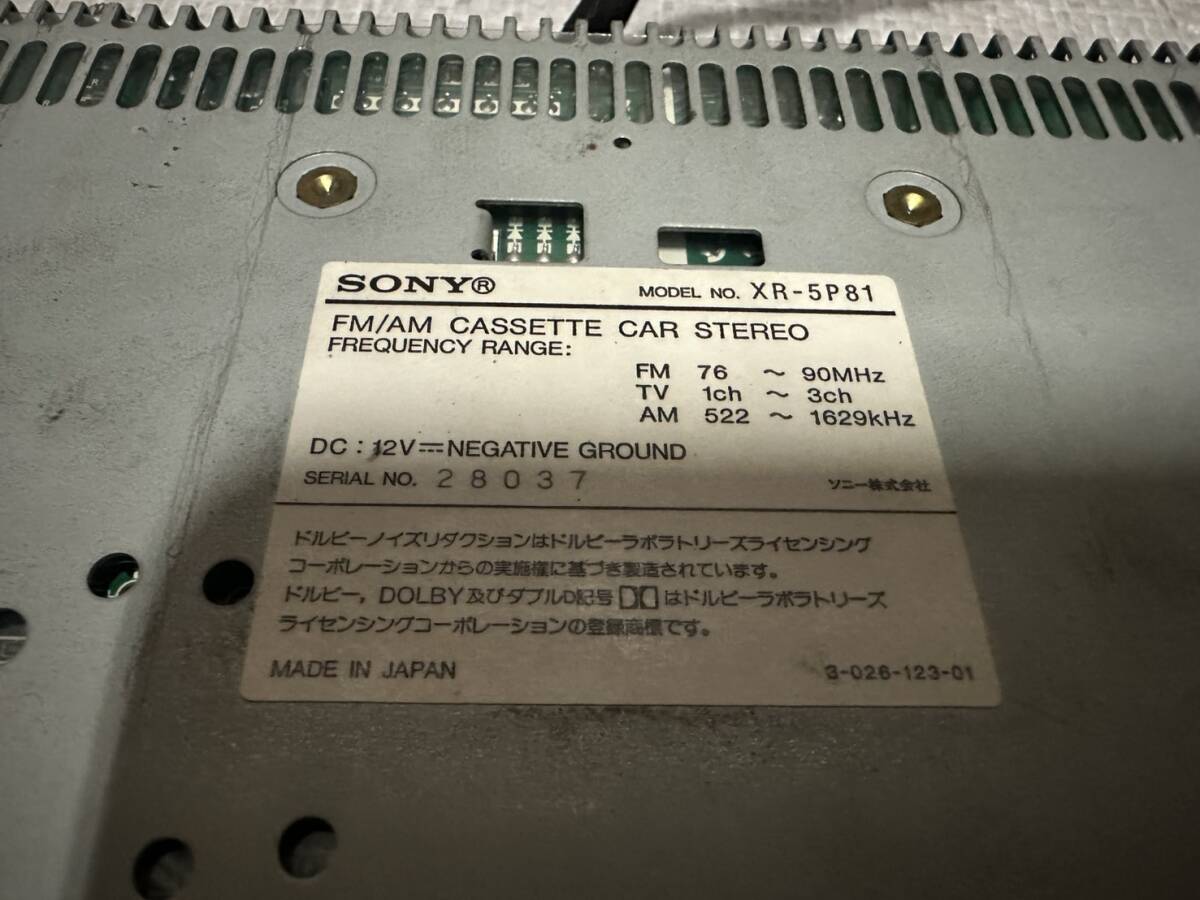 SONY® MODEL NO. XR-5P81
FM/AM CASSETTE CAR STEREO
FREQUENCY RANGE:
FM 76 ～ 90MHz
TV 1ch ～ 3ch
AM 522 ～ 1629kHz
DC : 12V⎓NEGATIVE GROUND
SERIAL NO. 28037 ソニー株式会社
ドルビーノイズリダクションはドルビーラボラトリーズライセンシング
コーポレーションからの実施権に基づき製造されています。
ドルビー, DOLBY及びダブルD記号はドルビーラボラトリーズ
ライセンシングコーポレーションの登録商標です。
MADE IN JAPAN 3-026-123-01